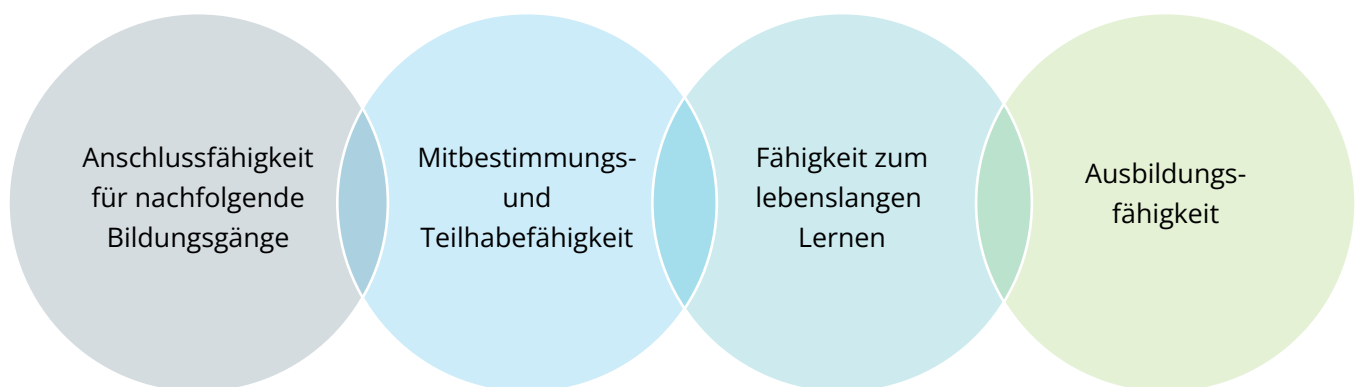 Anschlussfähigkeit
für nachfolgende
Bildungsgänge
Mitbestimmungs-
und
Teilhabefähigkeit
Fähigkeit zum
lebenslangen
Lernen
Ausbildungs-
fähigkeit